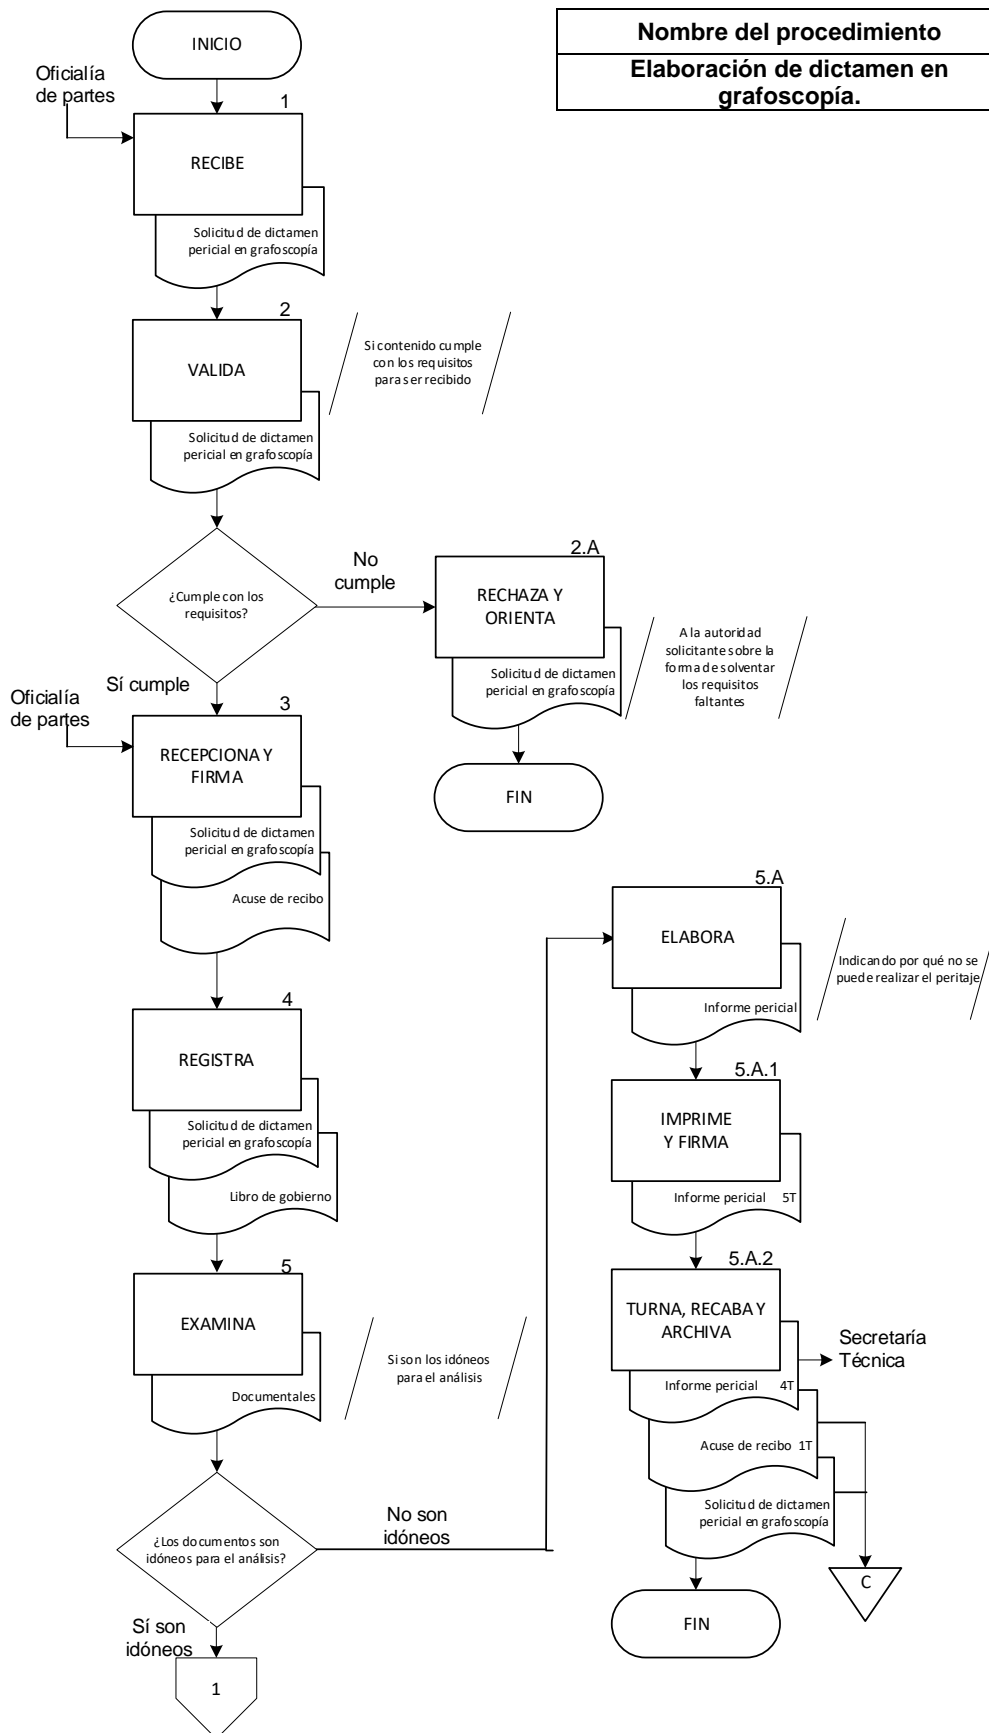 Nombre del procedimiento
Elaboración de dictamen en
grafoscopía.
INICIO
Oficialía
de partes
1
RECIBE
Solicitud de dictamen
pericial en grafoscopía
2
VALIDA
Si contenido cumple
con los requisitos
para ser recibido
Solicitud de dictamen
pericial en grafoscopía
¿Cumple con los
requisitos?
No
cumple
2.A
RECHAZA Y
ORIENTA
Solicitud de dictamen
pericial en grafoscopía
A la autoridad
solicitante sobre la
forma de solventar
los requisitos
faltantes
FIN
Sí cumple
Oficialía
de partes
3
RECEPCIONA Y
FIRMA
Solicitud de dictamen
pericial en grafoscopía
Acuse de recibo
4
REGISTRA
Solicitud de dictamen
pericial en grafoscopía
Libro de gobierno
5
EXAMINA
Documentales
Si son los idóneos
para el análisis
¿Los documentos son
idóneos para el análisis?
No son
idóneos
Sí son
idóneos
1
5.A
ELABORA
Informe pericial
Indicando por qué no se
puede realizar el peritaje
5.A.1
IMPRIME
Y FIRMA
Informe pericial 5T
5.A.2
TURNA, RECABA Y
ARCHIVA
Secretaría
Técnica
Informe pericial 4T
Acuse de recibo 1T
Solicitud de dictamen
pericial en grafoscopía
C
FIN